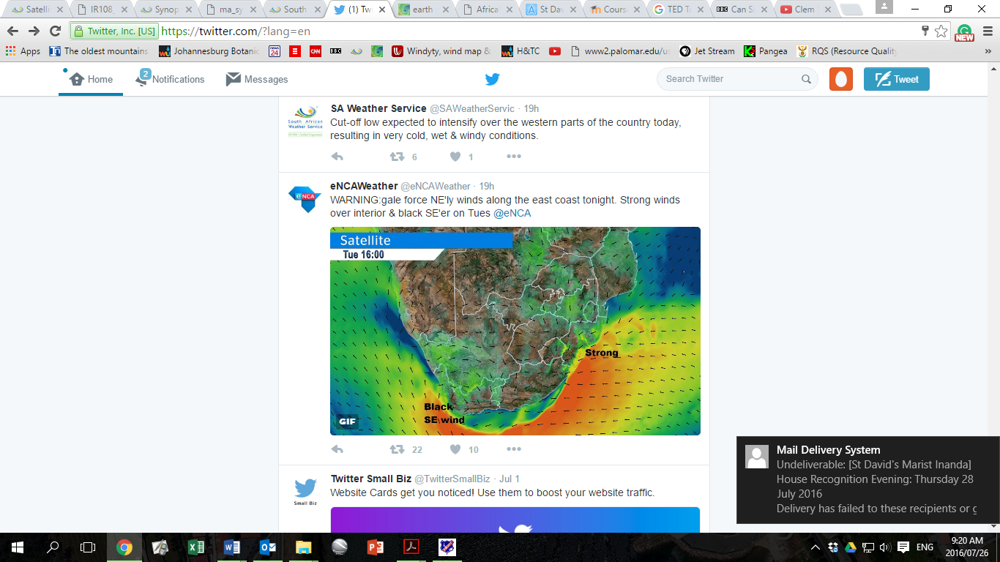 Satelli
IR108_
Synop
ma_sy
South
(1) Tw
earth
Africa
St Dav
Cours
TED T
Can S
Clem
Twitter, Inc. [US] https://twitter.com/?lang=en
NEW
Apps
The oldest mountains
Johannesburg Botanic
news 24
CNN
BBC
Windyty, wind map &
H&TC
www2.palomar.edu/u
Jet Stream
Pangea
RQS (Resource Quality
»
2
Home
Notifications
Messages
Search Twitter
Tweet
South African
Weather Service
SA Weather Service @SAWeatherServic · 19h
Cut-off low expected to intensify over the western parts of the country today,
resulting in very cold, wet & windy conditions.
6
1
•••
eNCA
eNCAWeather @eNCAWeather · 19h
WARNING:gale force NE'ly winds along the east coast tonight. Strong winds
over interior & black SE'er on Tues @eNCA
Satellite
Tue 16:00
Strong
Black
SE wind
GIF
22
10
•••
Small Biz
Twitter Small Biz @TwitterSmallBiz · Jul 1
Website Cards get you noticed! Use them to boost your website traffic.
Mail Delivery System
Undeliverable: [St David's Marist Inanda]
House Recognition Evening: Thursday 28
July 2016
Delivery has failed to these recipients or g
ENG
9:20 AM
2016/07/26